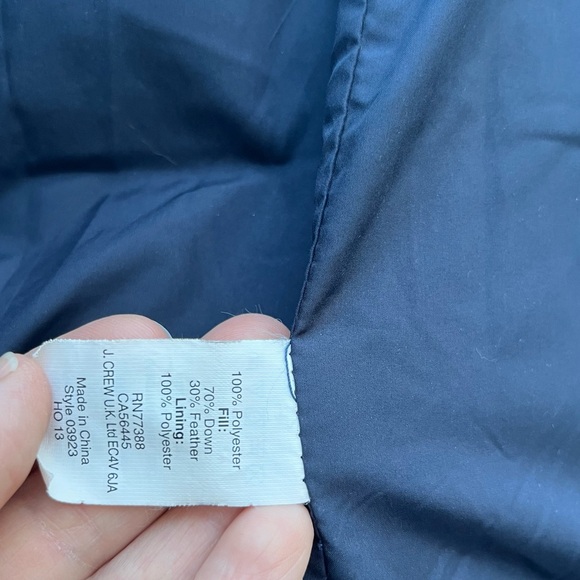 100% Polyester
Fill:
70% Down
30% Feather
Lining:
100% Polyester
RN77388
CA56445
J. CREW U.K. Ltd EC4V 6JA
Made in China
Style 03923
HO 13